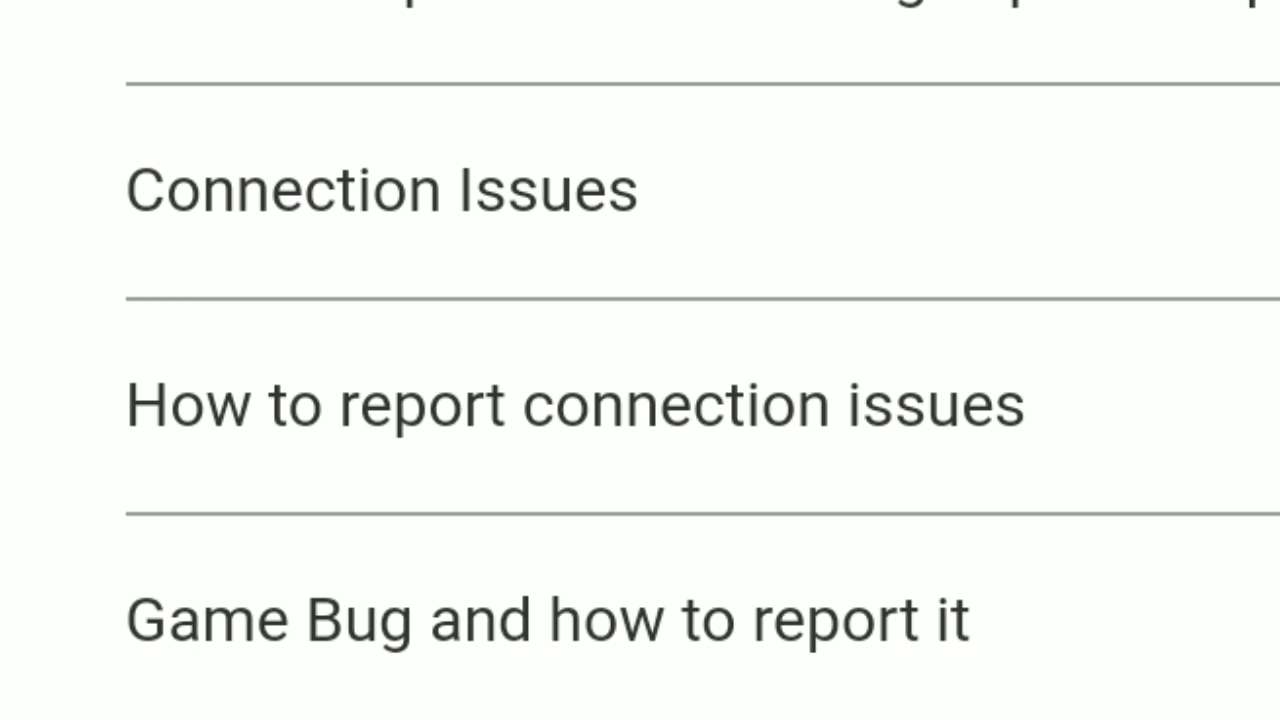 Connection Issues
How to report connection issues
Game Bug and how to report it